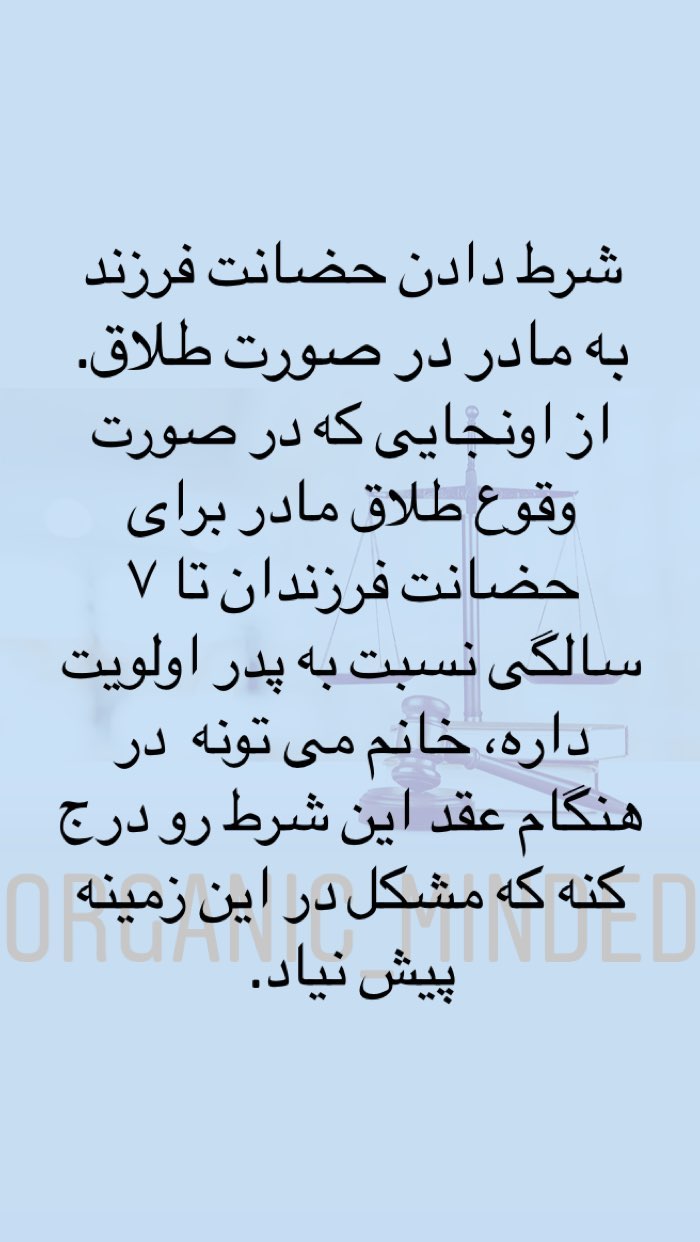 شرط دادن حضانت فرزند
به مادر در صورت طلاق.
از اونجایی که در صورت
وقوع طلاق مادر برای
حضانت فرزندان تا ۷
سالگی نسبت به پدر اولویت
داره، خانم می تونه در
هنگام عقد این شرط رو درج
کنه که مشکل در این زمینه
پیش نیاد.
ORGANIC_MINDED